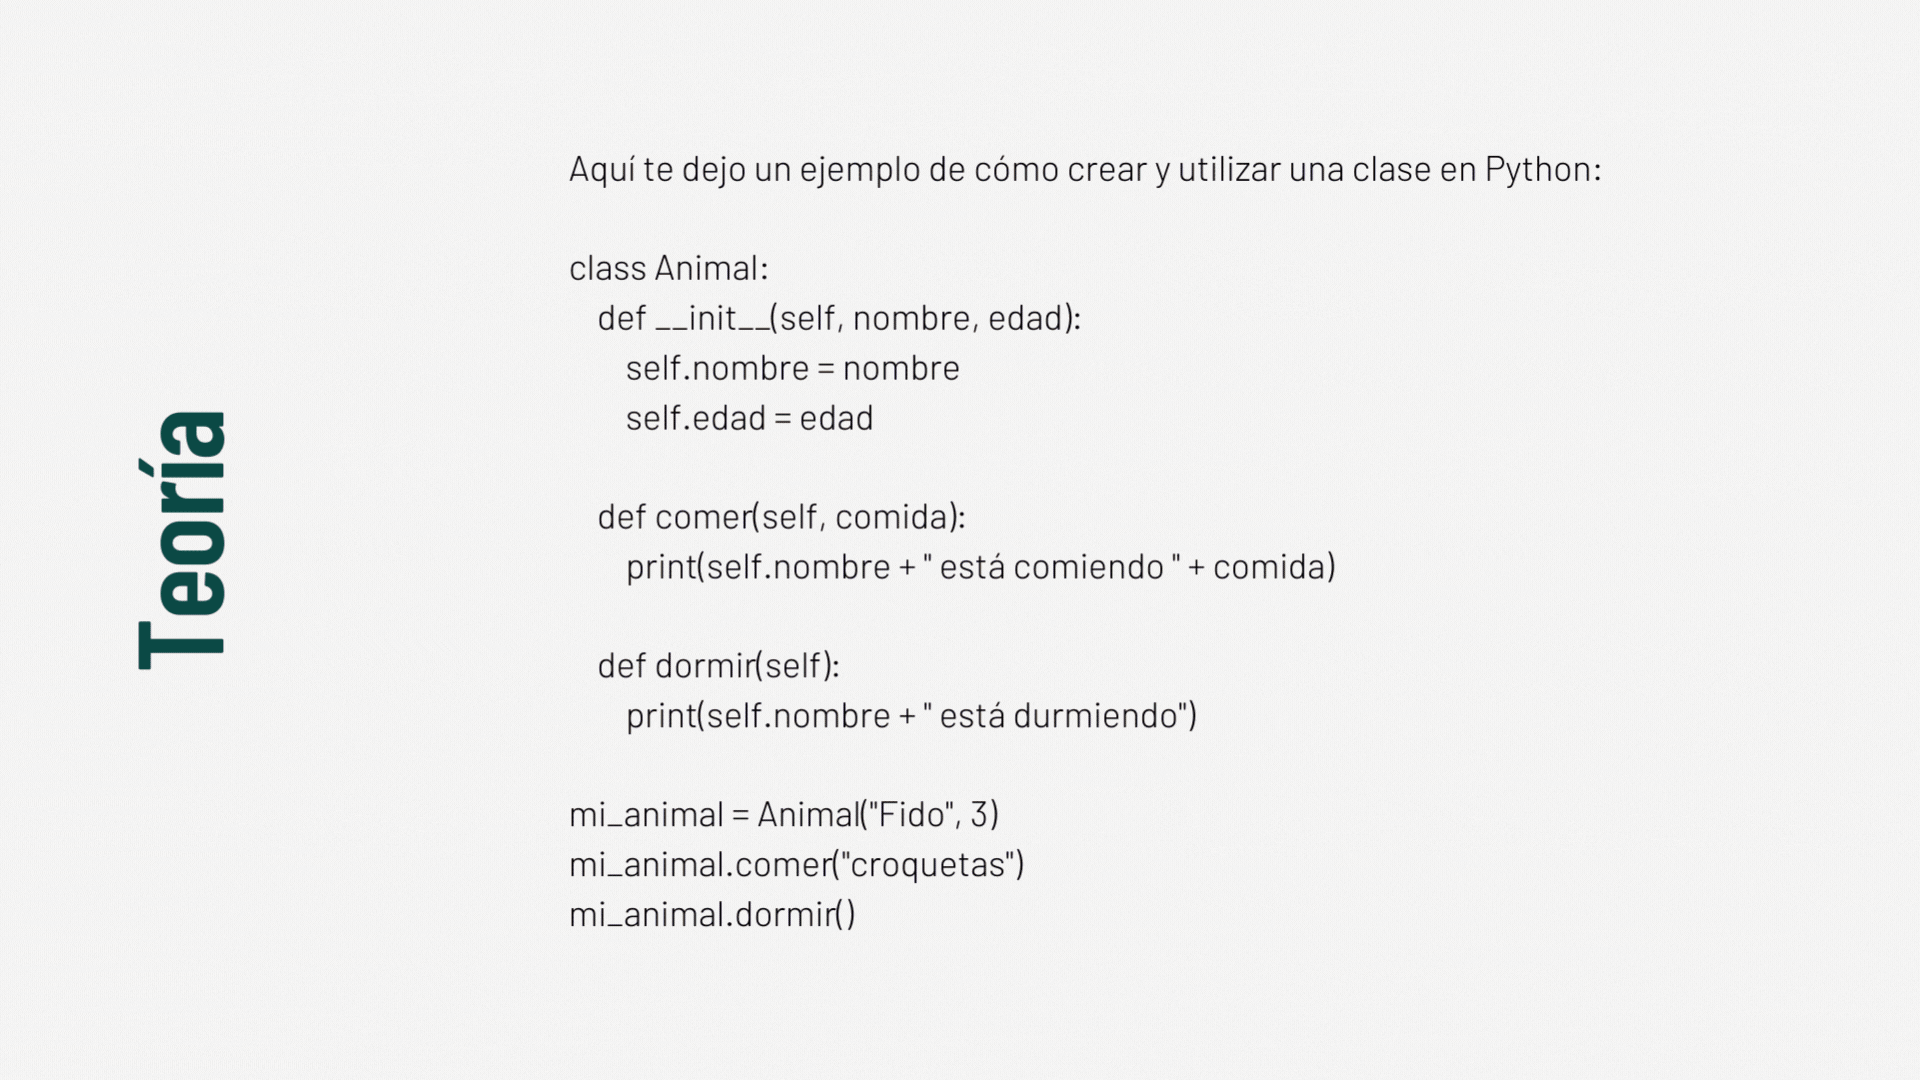 Teoría
Aquí te dejo un ejemplo de cómo crear y utilizar una clase en Python:
class Animal:
def __init__(self, nombre, edad):
self.nombre = nombre
self.edad = edad
def comer(self, comida):
print(self.nombre + " está comiendo " + comida)
def dormir(self):
print(self.nombre + " está durmiendo")
mi_animal = Animal("Fido", 3)
mi_animal.comer("croquetas")
mi_animal.dormir()